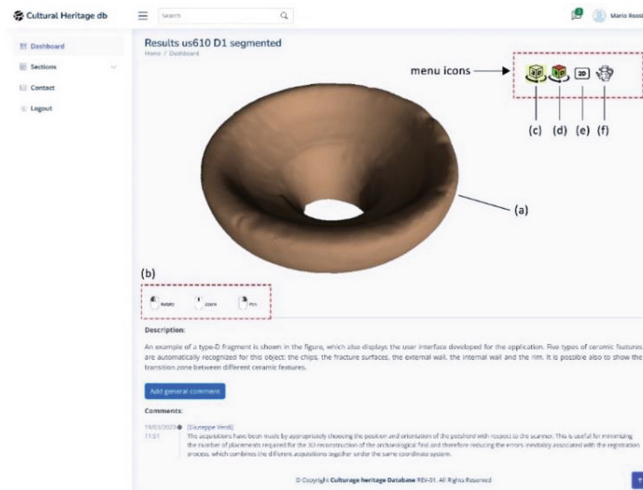 Cultural Heritage db
Search
2
Mario Rossi
Dashboard
Sections
Contact
Logout
Results us610 D1 segmented
Home / Dashboard
menu icons
2D
(c) (d) (e) (f)
(a)
(b)
Rotate Zoom Pan
Description:
An example of a type-D fragment is shown in the figure, which also displays the user interface developed for the application. Five types of ceramic features
are automatically recognized for this object: the chips, the fracture surfaces, the external wall, the internal wall and the rim. It is possible also to show the
transition zone between different ceramic features.
Add general comment
Comments:
[Giuseppe Verdi]
11:51
The acquisitions have been made by appropriately choosing the position and orientation of the potsherd with respect to the scanner. This is useful for minimizing
the number of placements required for the 3D reconstruction of the archaeological find and therefore reducing the errors inevitably associated with the registration
process, which combines the different acquisitions together under the same coordinate system.
© Copyright Culturage heritage Database REV-01. All Rights Reserved